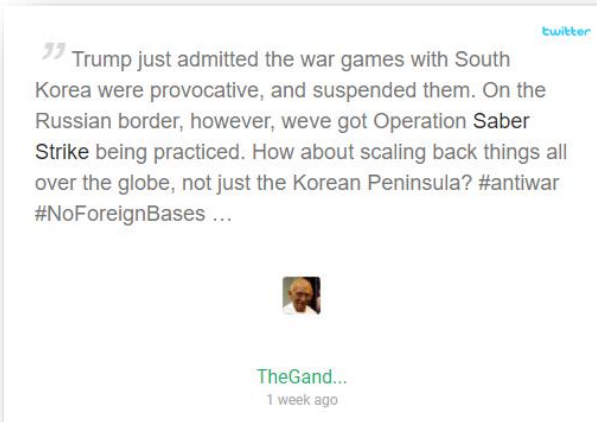 twitter
” Trump just admitted the war games with South
Korea were provocative, and suspended them. On the
Russian border, however, weve got Operation Saber
Strike being practiced. How about scaling back things all
over the globe, not just the Korean Peninsula? #antiwar
#NoForeignBases …
TheGand...
1 week ago